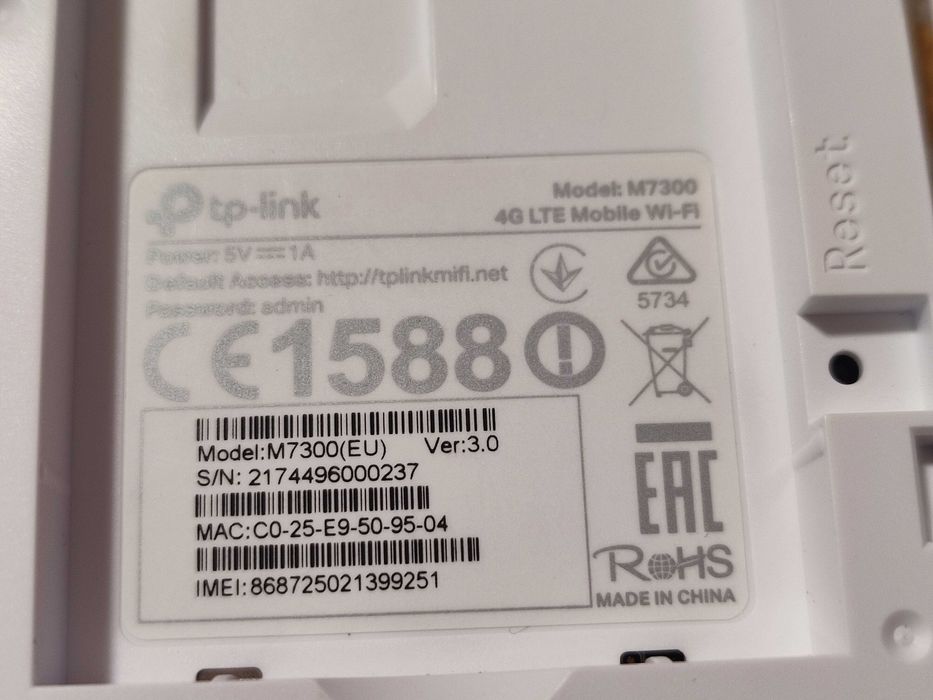 tp-link
Model: M7300
4G LTE Mobile Wi-Fi
Power: 5V 1A
Default Access: http://tplinkmifi.net
Password: admin
5734
CE1588
Model:M7300(EU) Ver:3.0
S/N: 2174496000237
MAC:C0-25-E9-50-95-04
IMEI:868725021399251
EAC
RoHS
MADE IN CHINA
Reset